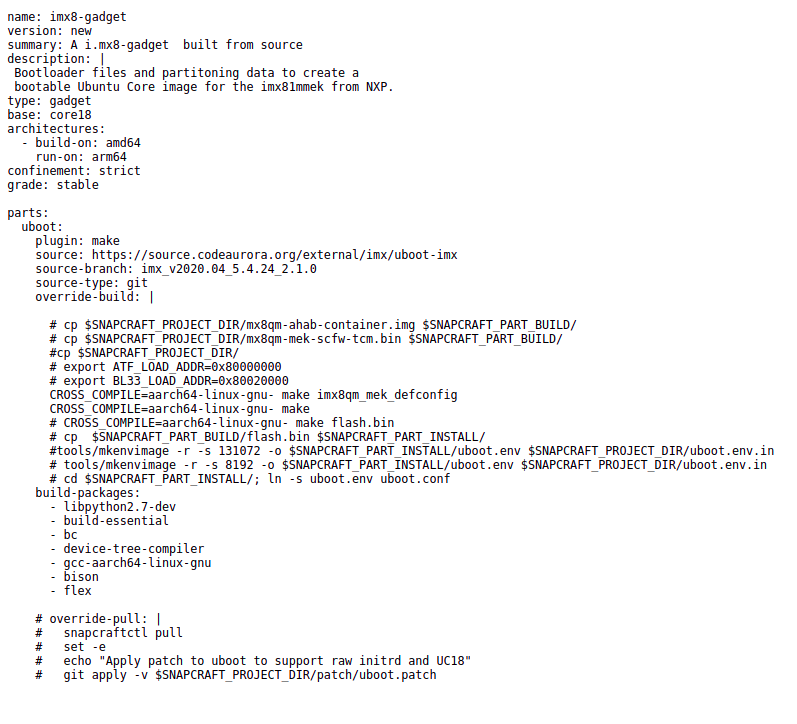 name: imx8-gadget
version: new
summary: A i.mx8-gadget  built from source
description: |
 Bootloader files and partitoning data to create a
 bootable Ubuntu Core image for the imx81mmek from NXP.
type: gadget
base: core18
architectures:
  - build-on: amd64
    run-on: arm64
confinement: strict
grade: stable

parts:
  uboot:
    plugin: make
    source: https://source.codeaurora.org/external/imx/uboot-imx
    source-branch: imx_v2020.04_5.4.24_2.1.0
    source-type: git
    override-build: |

      # cp $SNAPCRAFT_PROJECT_DIR/mx8qm-ahab-container.img $SNAPCRAFT_PART_BUILD/
      # cp $SNAPCRAFT_PROJECT_DIR/mx8qm-mek-scfw-tcm.bin $SNAPCRAFT_PART_BUILD/
      #cp $SNAPCRAFT_PROJECT_DIR/
      # export ATF_LOAD_ADDR=0x80000000
      # export BL33_LOAD_ADDR=0x80020000
      CROSS_COMPILE=aarch64-linux-gnu- make imx8qm_mek_defconfig
      CROSS_COMPILE=aarch64-linux-gnu- make
      # CROSS_COMPILE=aarch64-linux-gnu- make flash.bin
      # cp  $SNAPCRAFT_PART_BUILD/flash.bin $SNAPCRAFT_PART_INSTALL/
      #tools/mkenvimage -r -s 131072 -o $SNAPCRAFT_PART_INSTALL/uboot.env $SNAPCRAFT_PROJECT_DIR/uboot.env.in
      # tools/mkenvimage -r -s 8192 -o $SNAPCRAFT_PART_INSTALL/uboot.env $SNAPCRAFT_PROJECT_DIR/uboot.env.in
      # cd $SNAPCRAFT_PART_INSTALL/; ln -s uboot.env uboot.conf
    build-packages:
      - libpython2.7-dev
      - build-essential
      - bc
      - device-tree-compiler
      - gcc-aarch64-linux-gnu
      - bison
      - flex

    # override-pull: |
    #   snapcraftctl pull
    #   set -e
    #   echo "Apply patch to uboot to support raw initrd and UC18"
    #   git apply -v $SNAPCRAFT_PROJECT_DIR/patch/uboot.patch